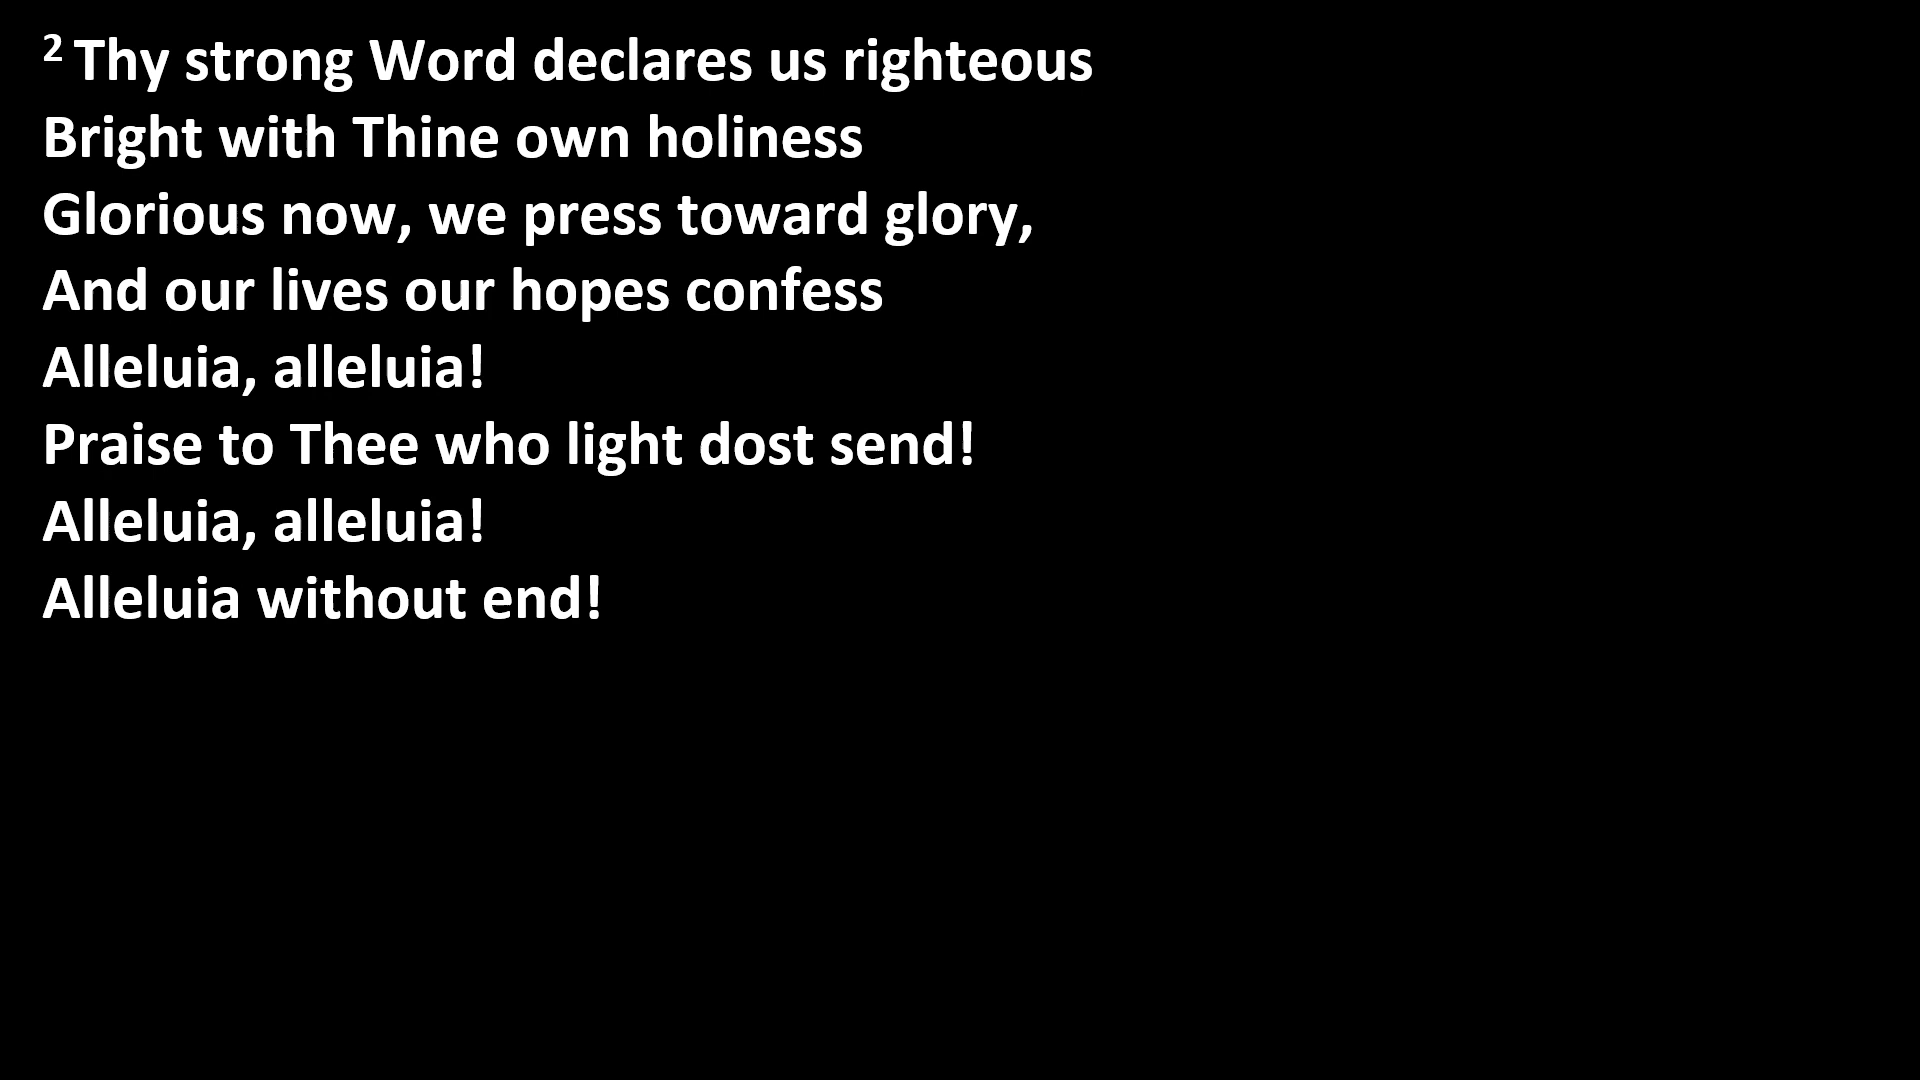 2 Thy strong Word declares us righteous
Bright with Thine own holiness
Glorious now, we press toward glory,
And our lives our hopes confess
Alleluia, alleluia!
Praise to Thee who light dost send!
Alleluia, alleluia!
Alleluia without end!